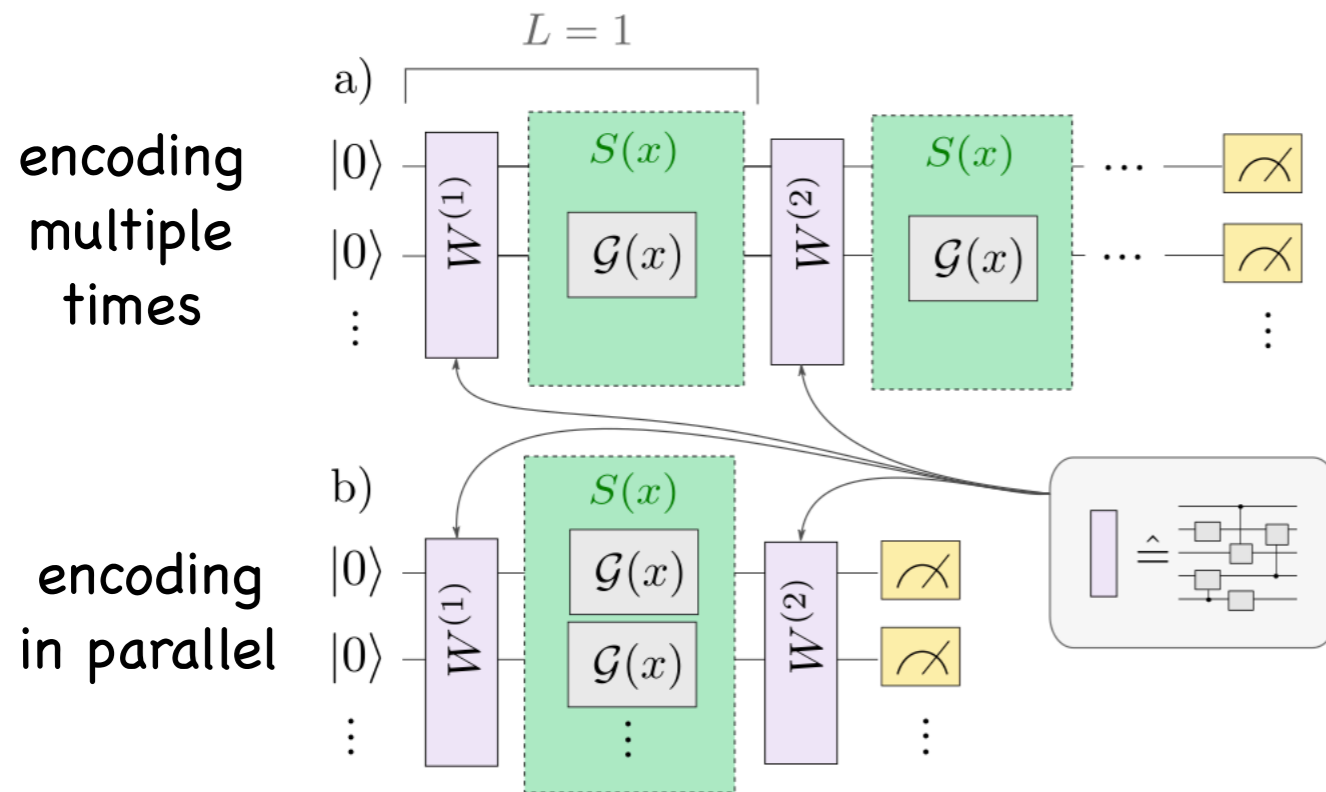 L = 1
a)
encoding
multiple
times
|0⟩ W⁽¹⁾ S(x) W⁽²⁾ S(x) ...
|0⟩ 𝒢(x) 𝒢(x) ...
⋮ ⋮
b)
encoding
in parallel
S(x)
|0⟩ W⁽¹⁾ 𝒢(x) W⁽²⁾
|0⟩ 𝒢(x)
⋮ ⋮ ⋮
≙